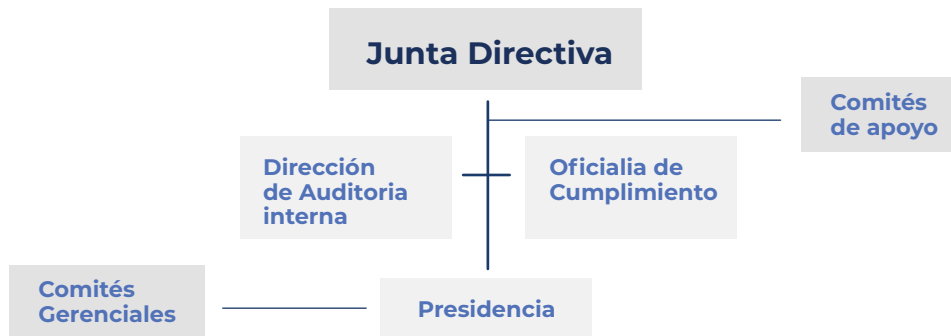 Junta Directiva
Comités
de apoyo
Dirección
de Auditoria
interna
Oficialia de
Cumplimiento
Comités
Gerenciales
Presidencia